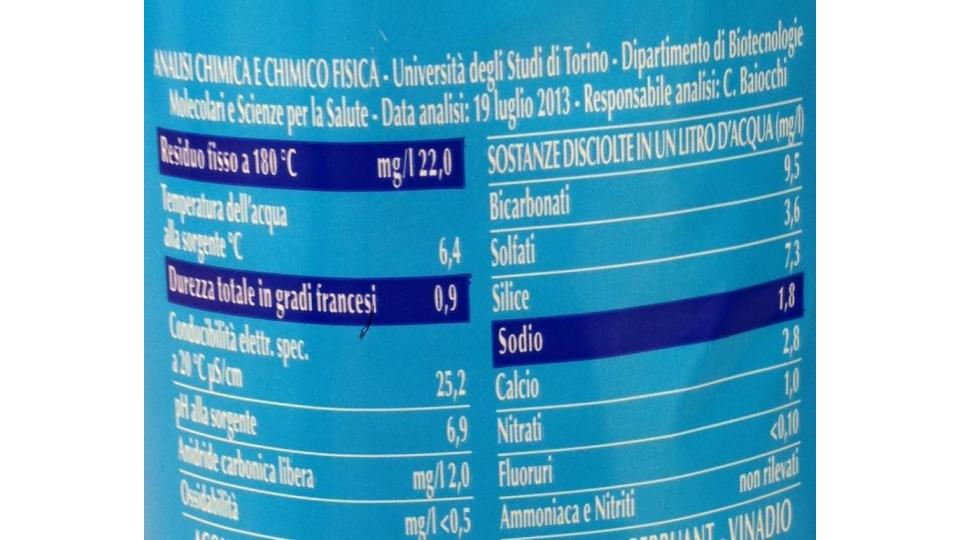 ANALISI CHIMICA E CHIMICO FISICA - Università degli Studi di Torino - Dipartimento di Biotecnologie
Molecolari e Scienze per la Salute - Data analisi: 19 luglio 2013 - Responsabile analisi: C. Baiocchi
Residuo fisso a 180 °C mg/l 22,0
Temperatura dell'acqua
alla sorgente °C 6,4
Durezza totale in gradi francesi 0,9
Conducibilità elettr. spec.
a 20 °C µS/cm 25,2
pH alla sorgente 6,9
Anidride carbonica libera mg/l 2,0
Ossidabilità mg/l <0,5
SOSTANZE DISCIOLTE IN UN LITRO D'ACQUA (mg/l)
Bicarbonati 9,5
Solfati 3,6
Silice 7,3
Sodio 1,8
Calcio 2,8
Nitrati 1,0
Fluoruri <0,10
Ammoniaca e Nitriti non rilevati
- VINADIO